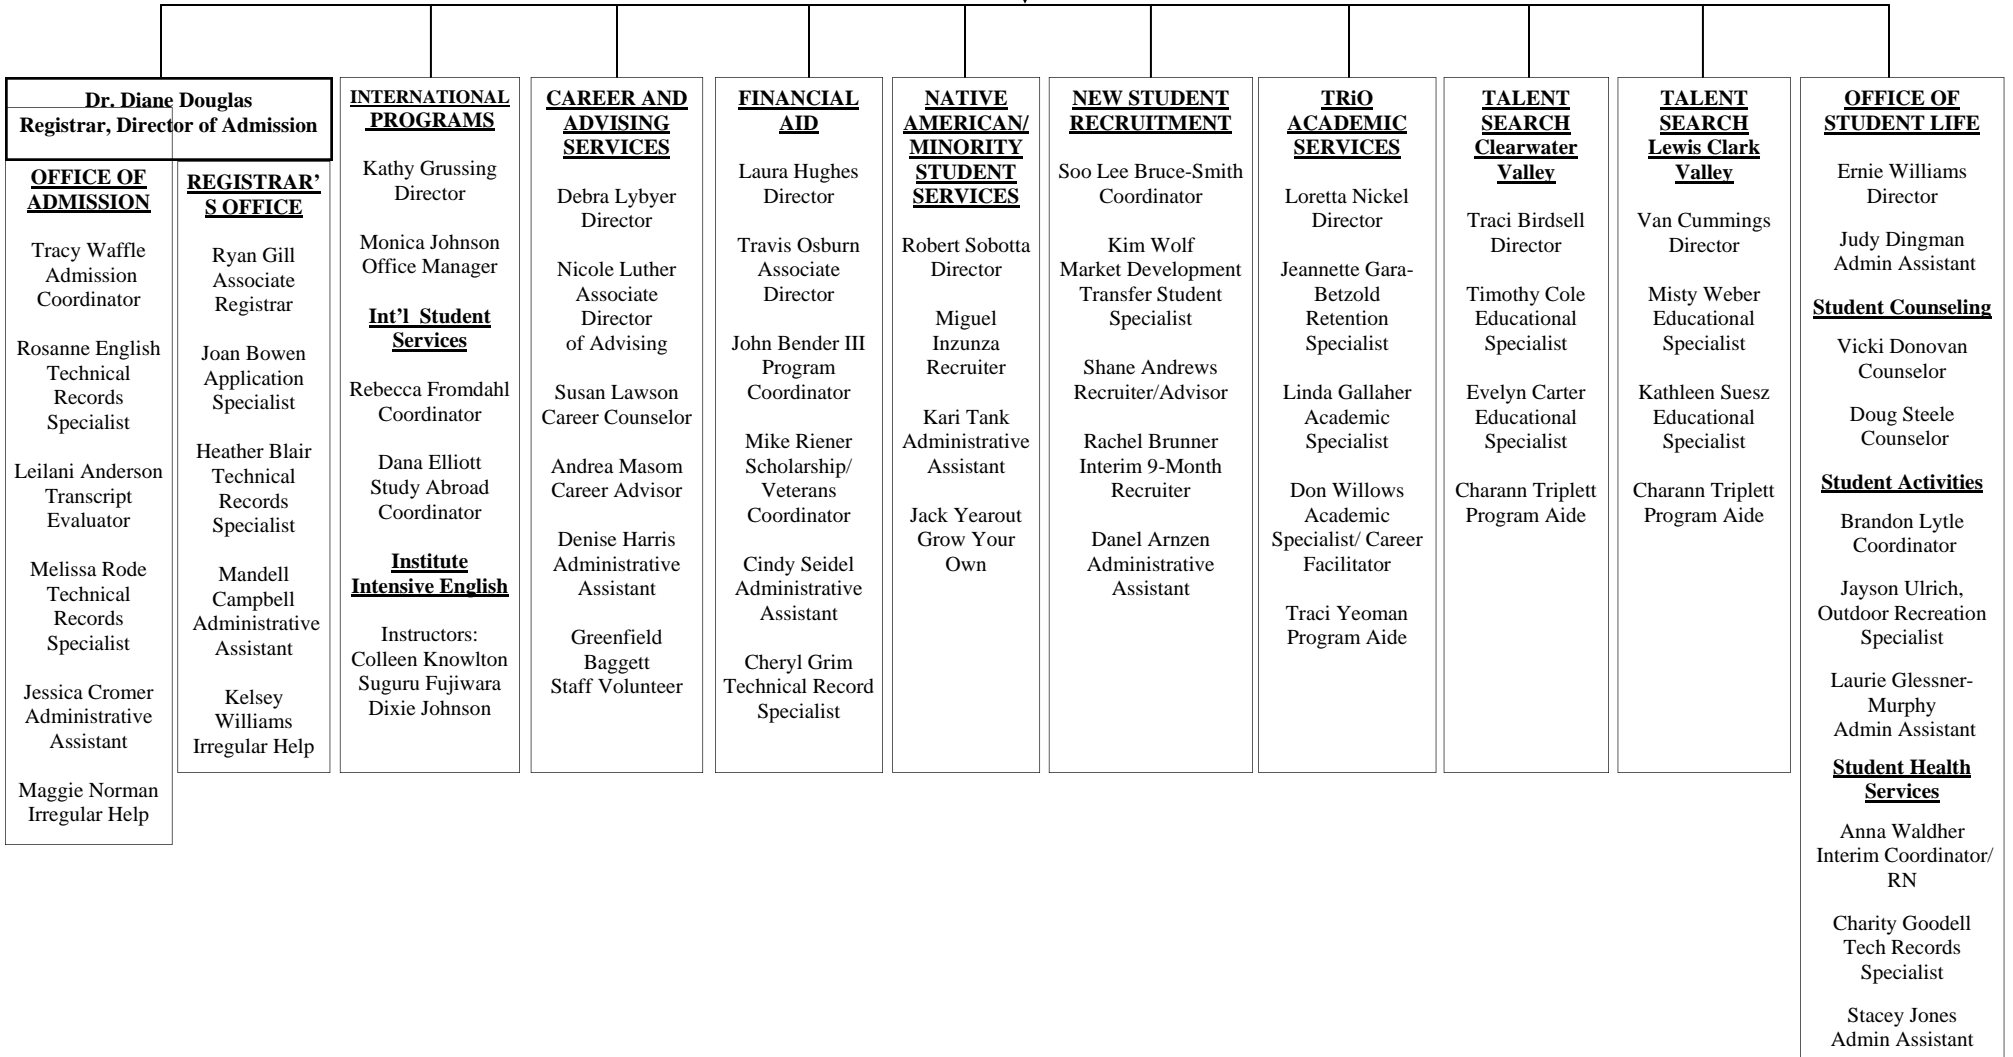 Dr. Diane Douglas
Registrar, Director of Admission
OFFICE OF
ADMISSION
Tracy Waffle
Admission
Coordinator
Rosanne English
Technical
Records
Specialist
Leilani Anderson
Transcript
Evaluator
Melissa Rode
Technical
Records
Specialist
Jessica Cromer
Administrative
Assistant
Maggie Norman
Irregular Help
REGISTRAR'
S OFFICE
Ryan Gill
Associate
Registrar
Joan Bowen
Application
Specialist
Heather Blair
Technical
Records
Specialist
Mandell
Campbell
Administrative
Assistant
Kelsey
Williams
Irregular Help
INTERNATIONAL
PROGRAMS
Kathy Grussing
Director
Monica Johnson
Office Manager
Int'l Student
Services
Rebecca Fromdahl
Coordinator
Dana Elliott
Study Abroad
Coordinator
Institute
Intensive English
Instructors:
Colleen Knowlton
Suguru Fujiwara
Dixie Johnson
CAREER AND
ADVISING
SERVICES
Debra Lybyer
Director
Nicole Luther
Associate
Director
of Advising
Susan Lawson
Career Counselor
Andrea Masom
Career Advisor
Denise Harris
Administrative
Assistant
Greenfield
Baggett
Staff Volunteer
FINANCIAL
AID
Laura Hughes
Director
Travis Osburn
Associate
Director
John Bender III
Program
Coordinator
Mike Riener
Scholarship/
Veterans
Coordinator
Cindy Seidel
Administrative
Assistant
Cheryl Grim
Technical Record
Specialist
NATIVE
AMERICAN/
MINORITY
STUDENT
SERVICES
Robert Sobotta
Director
Miguel
Inzunza
Recruiter
Kari Tank
Administrative
Assistant
Jack Yearout
Grow Your
Own
NEW STUDENT
RECRUITMENT
Soo Lee Bruce-Smith
Coordinator
Kim Wolf
Market Development
Transfer Student
Specialist
Shane Andrews
Recruiter/Advisor
Rachel Brunner
Interim 9-Month
Recruiter
Danel Arnzen
Administrative
Assistant
TRiO
ACADEMIC
SERVICES
Loretta Nickel
Director
Jeannette Gara-
Betzold
Retention
Specialist
Linda Gallaher
Academic
Specialist
Don Willows
Academic
Specialist/ Career
Facilitator
Traci Yeoman
Program Aide
TALENT
SEARCH
Clearwater
Valley
Traci Birdsell
Director
Timothy Cole
Educational
Specialist
Evelyn Carter
Educational
Specialist
Charann Triplett
Program Aide
TALENT
SEARCH
Lewis Clark
Valley
Van Cummings
Director
Misty Weber
Educational
Specialist
Kathleen Suesz
Educational
Specialist
Charann Triplett
Program Aide
OFFICE OF
STUDENT LIFE
Ernie Williams
Director
Judy Dingman
Admin Assistant
Student Counseling
Vicki Donovan
Counselor
Doug Steele
Counselor
Student Activities
Brandon Lytle
Coordinator
Jayson Ulrich,
Outdoor Recreation
Specialist
Laurie Glessner-
Murphy
Admin Assistant
Student Health
Services
Anna Waldher
Interim Coordinator/
RN
Charity Goodell
Tech Records
Specialist
Stacey Jones
Admin Assistant